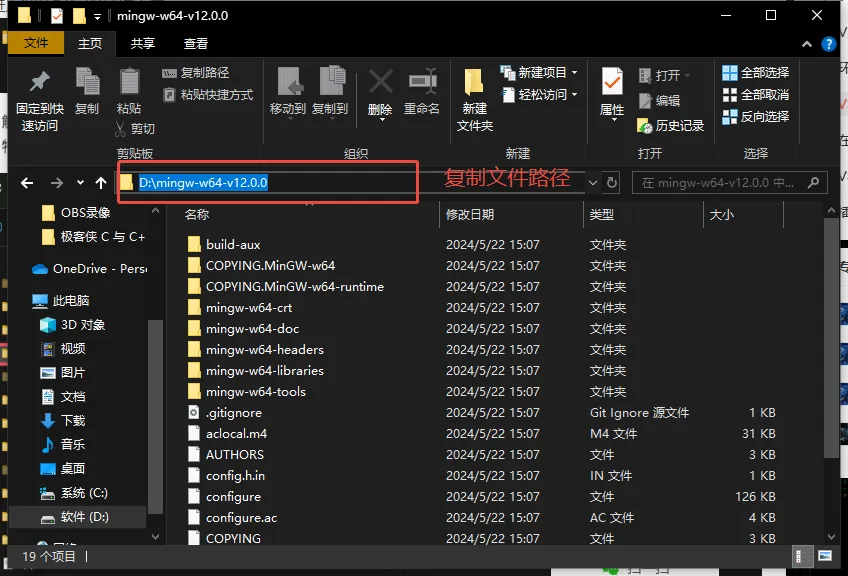 mingw-w64-v12.0.0
文件 主页 共享 查看
固定到快速访问
复制
粘贴
复制路径
粘贴快捷方式
剪切
剪贴板
移动到
复制到
删除
重命名
组织
新建文件夹
新建项目
轻松访问
新建
属性
打开
编辑
历史记录
打开
全部选择
全部取消
反向选择
选择
D:\mingw-w64-v12.0.0
复制文件路径
在 mingw-w64-v12.0.0 中...
OBS录像
极客侠 C 与 C+
OneDrive - Perso
此电脑
3D 对象
视频
图片
文档
下载
音乐
桌面
系统 (C:)
软件 (D:)
名称 修改日期 类型 大小
build-aux 2024/5/22 15:07 文件夹
COPYING.MinGW-w64 2024/5/22 15:07 文件夹
COPYING.MinGW-w64-runtime 2024/5/22 15:07 文件夹
mingw-w64-crt 2024/5/22 15:07 文件夹
mingw-w64-doc 2024/5/22 15:07 文件夹
mingw-w64-headers 2024/5/22 15:07 文件夹
mingw-w64-libraries 2024/5/22 15:07 文件夹
mingw-w64-tools 2024/5/22 15:07 文件夹
.gitignore 2024/5/22 15:07 Git Ignore 源文件 1 KB
aclocal.m4 2024/5/22 15:07 M4 文件 31 KB
AUTHORS 2024/5/22 15:07 文件 3 KB
config.h.in 2024/5/22 15:07 IN 文件 1 KB
configure 2024/5/22 15:07 文件 126 KB
configure.ac 2024/5/22 15:07 AC 文件 4 KB
COPYING 2024/5/22 15:07 文件 3 KB
19 个项目